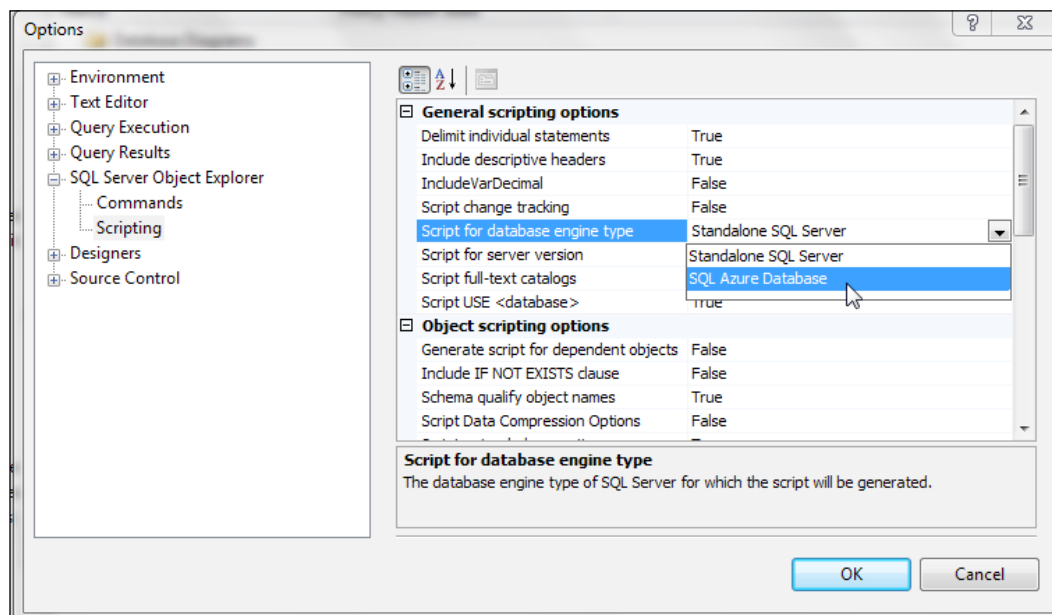 Options
Environment
Text Editor
Query Execution
Query Results
SQL Server Object Explorer
Commands
Scripting
Designers
Source Control
General scripting options
Delimit individual statements True
Include descriptive headers True
IncludeVarDecimal False
Script change tracking False
Script for database engine type Standalone SQL Server
Script for server version Standalone SQL Server
Script full-text catalogs SQL Azure Database
Script USE <database> True
Object scripting options
Generate script for dependent objects False
Include IF NOT EXISTS clause False
Schema qualify object names True
Script Data Compression Options False
Script for database engine type
The database engine type of SQL Server for which the script will be generated.
OK Cancel